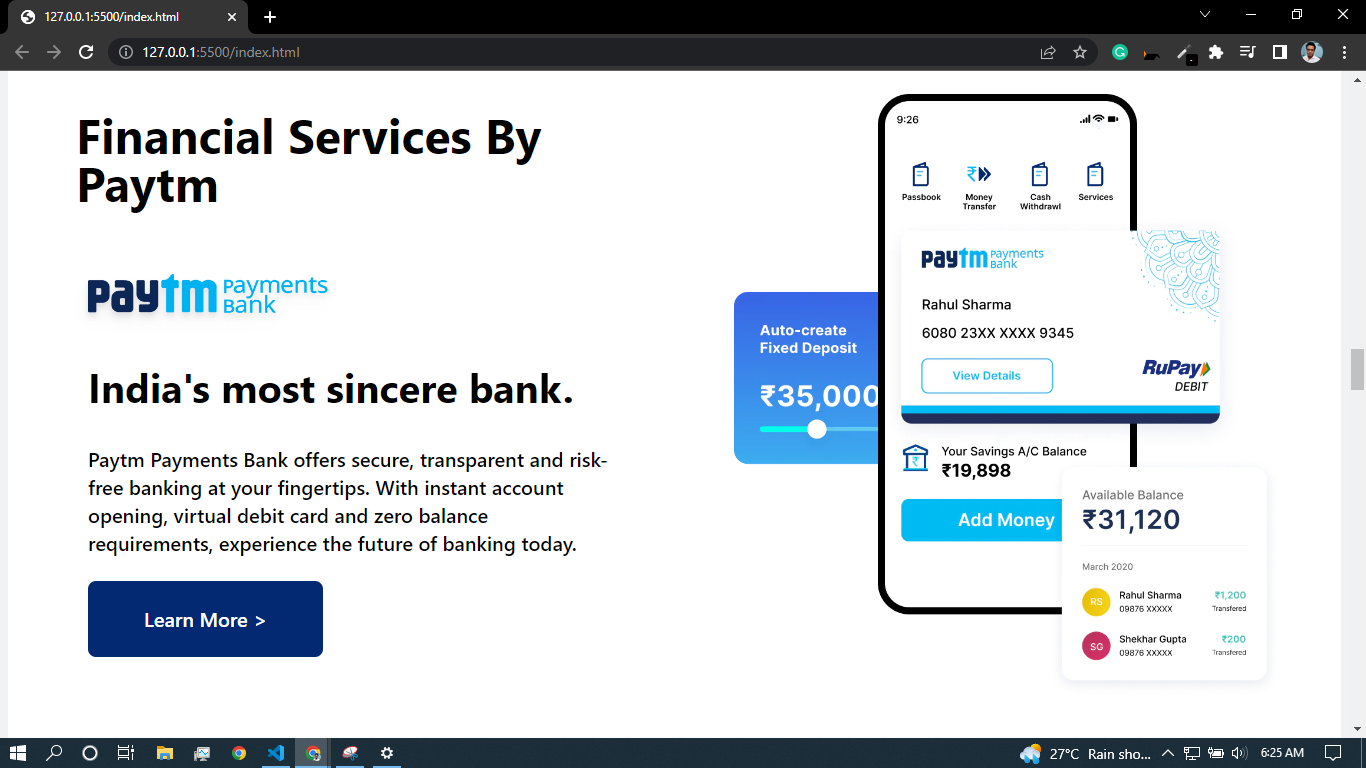 127.0.0.1:5500/index.html
127.0.0.1:5500/index.html
Financial Services By
Paytm
paytm Payments
Bank
India's most sincere bank.
Paytm Payments Bank offers secure, transparent and risk-
free banking at your fingertips. With instant account
opening, virtual debit card and zero balance
requirements, experience the future of banking today.
Learn More >
9:26
Passbook
Money
Transfer
Cash
Withdrawl
Services
paytm Payments
Bank
Rahul Sharma
6080 23XX XXXX 9345
View Details
RuPay
DEBIT
Auto-create
Fixed Deposit
₹35,000
Your Savings A/C Balance
₹19,898
Add Money
Available Balance
₹31,120
March 2020
RS
Rahul Sharma
₹1,200
09876 XXXXX
Transfered
SG
Shekhar Gupta
₹200
09876 XXXXX
Transfered
27°C Rain sho...
6:25 AM